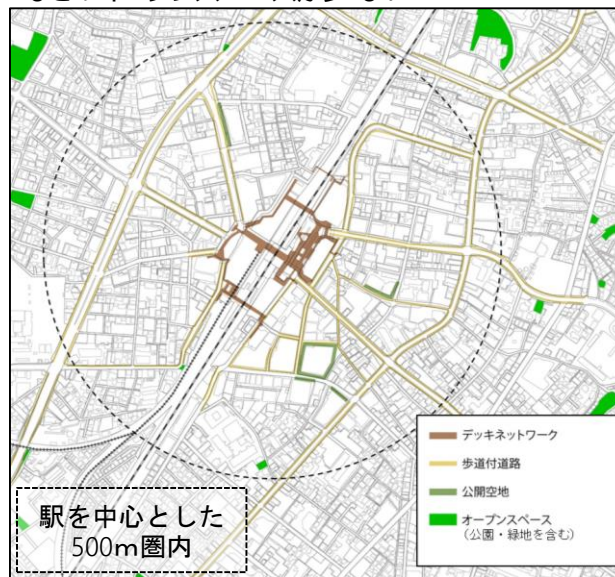 駅を中心とした
500m圏内
デッキネットワーク
歩道付道路
公開空地
オープンスペース
(公園・緑地を含む)